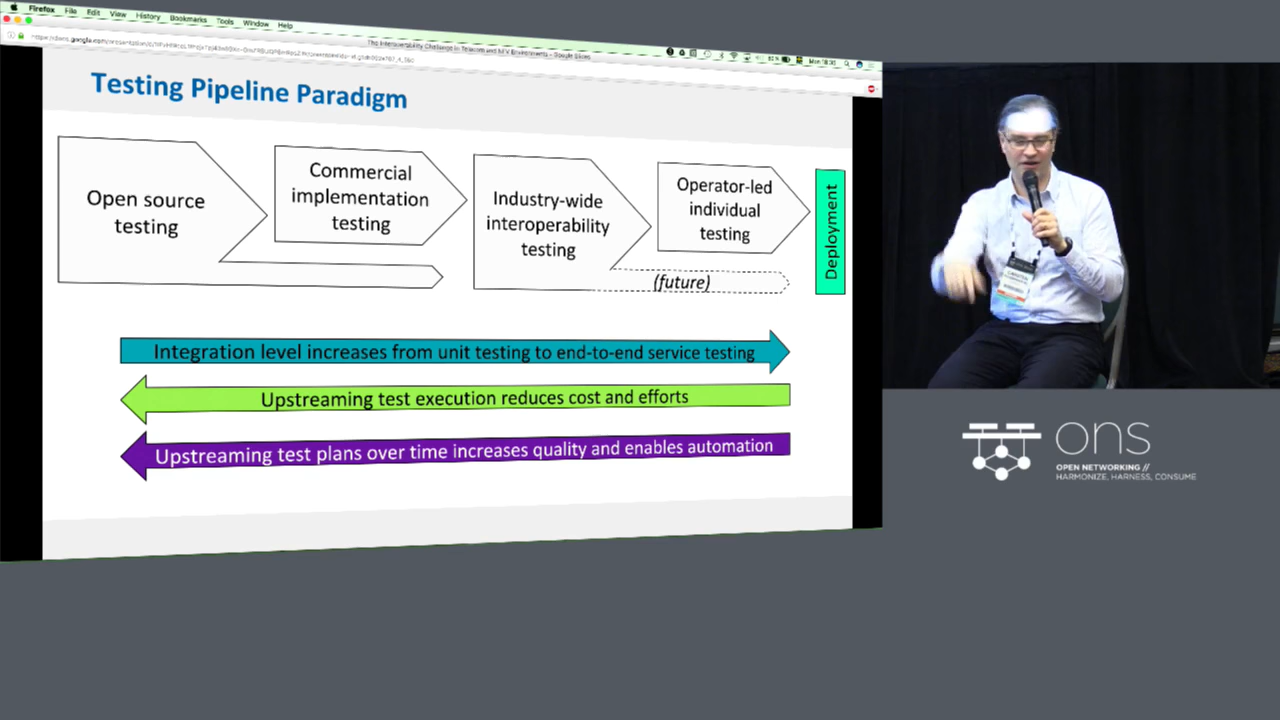 Firefox File Edit View History Bookmarks Tools Window Help
The Interoperability Challenge in Telecom and NFV Environments - Google Slides
Testing Pipeline Paradigm
Open source
testing
Commercial
implementation
testing
Industry-wide
interoperability
testing
Operator-led
individual
testing
(future)
Deployment
Integration level increases from unit testing to end-to-end service testing
Upstreaming test execution reduces cost and efforts
Upstreaming test plans over time increases quality and enables automation
ons
OPEN NETWORKING //
HARMONIZE, HARNESS, CONSUME